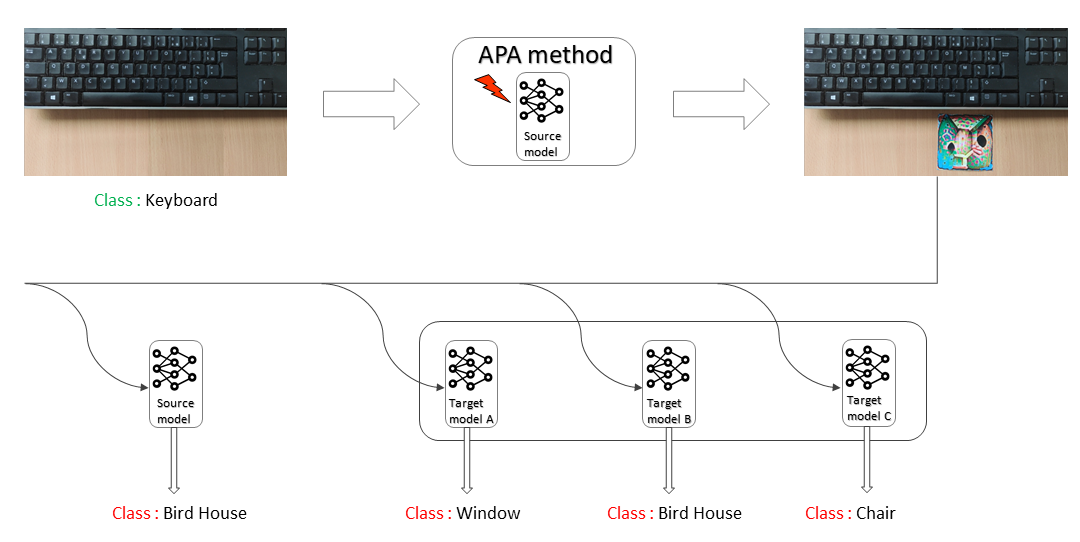 APA method
Source
model
Class : Keyboard
Source
model
Target
model A
Target
model B
Target
model C
Class : Bird House
Class : Window
Class : Bird House
Class : Chair